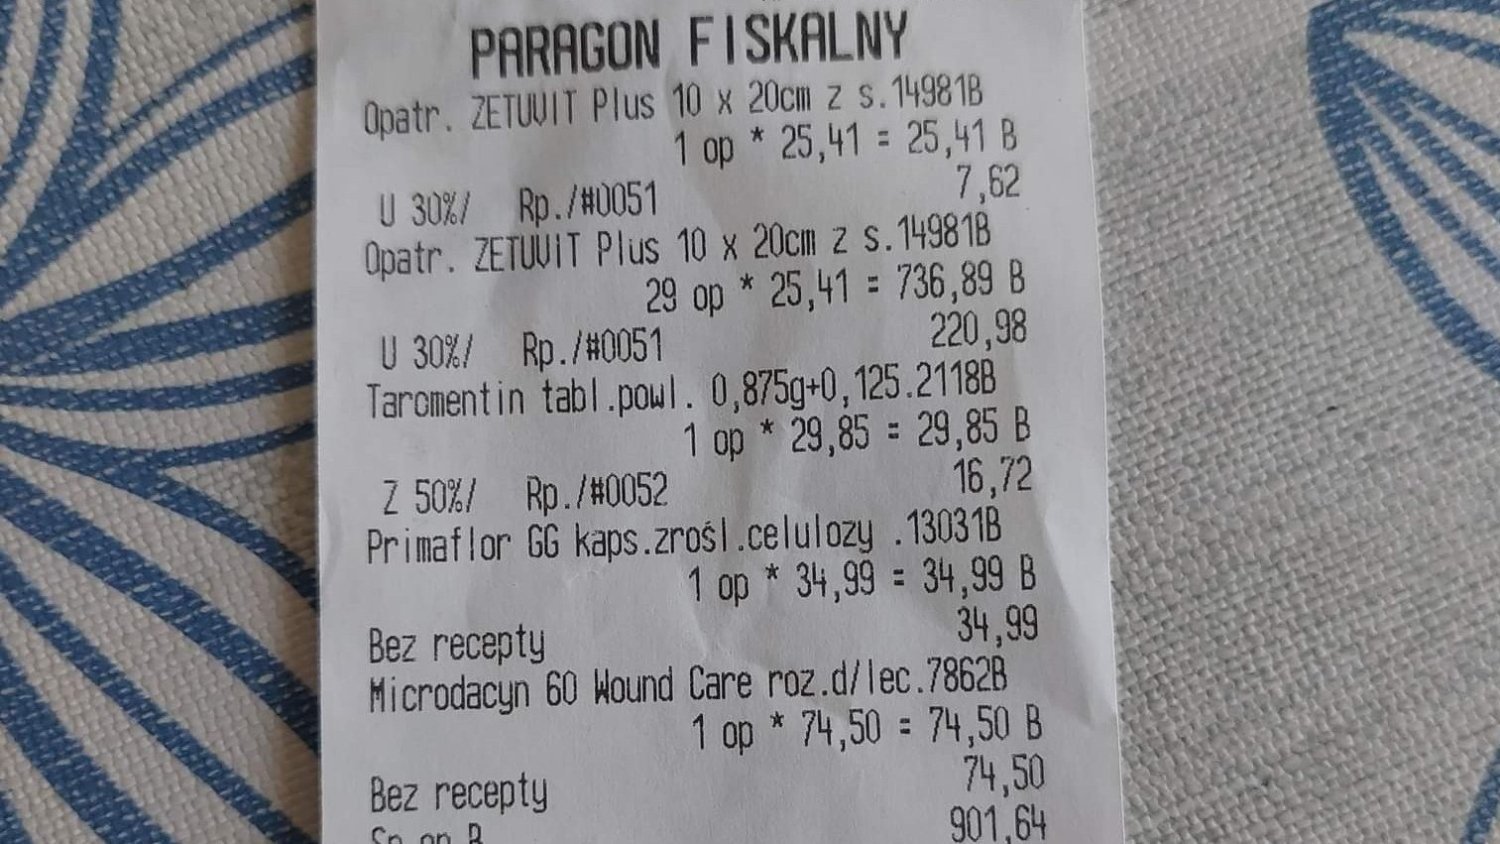 PARAGON FISKALNY
Opatr. ZETUVIT Plus 10 x 20cm z s.14981B
1 op * 25,41 = 25,41 B
7,62
U 30%/ Rp./#0051
Opatr. ZETUVIT Plus 10 x 20cm z s.14981B
29 op * 25,41 = 736,89 B
220,98
U 30%/ Rp./#0051
Taromentin tabl.powl. 0,875g+0,125.2118B
1 op * 29,85 = 29,85 B
16,72
Z 50%/ Rp./#0052
Primaflor GG kaps.zrośl.celulozy .13031B
1 op * 34,99 = 34,99 B
34,99
Bez recepty
Microdacyn 60 Wound Care roz.d/lec.7862B
1 op * 74,50 = 74,50 B
74,50
Bez recepty
Sp.op.B 901,64